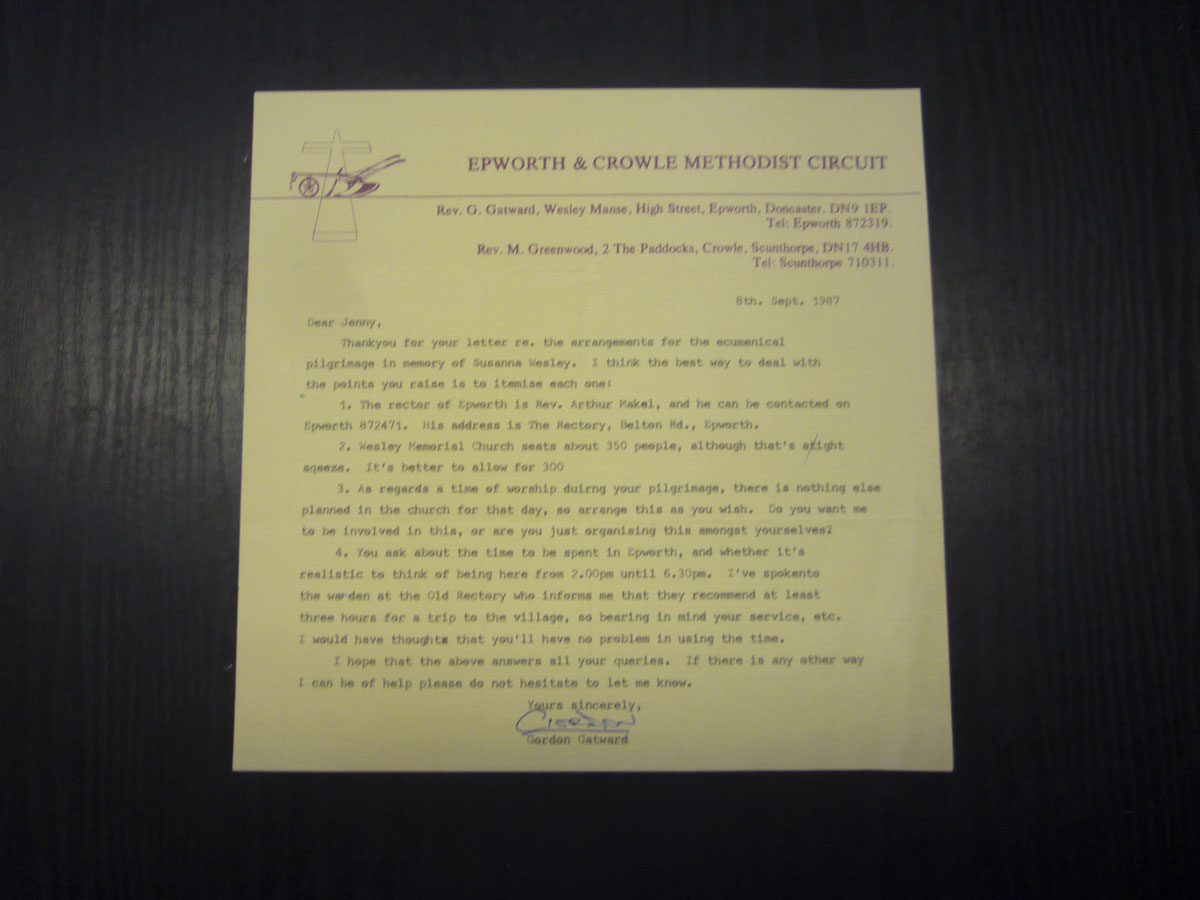 EPWORTH & CROWLE METHODIST CIRCUIT
Rev. G. Gatward, Wesley Manse, High Street, Epworth, Doncaster. DN9 1EP.
Tel: Epworth 872319.
Rev. M. Greenwood, 2 The Paddocks, Crowle, Scunthorpe, DN17 4HB.
Tel: Scunthorpe 710311.
8th. Sept. 1987
Dear Jenny,
Thankyou for your letter re. the arrangements for the ecumenical
pilgrimage in memory of Susanna Wesley. I think the best way to deal with
the points you raise is to itemise each one:
1. The rector of Epworth is Rev. Arthur Makel, and he can be contacted on
Epworth 872471. His address is The Rectory, Belton Rd., Epworth.
2. Wesley Memorial Church seats about 350 people, although that's a/tight
sqeeze. It's better to allow for 300
3. As regards a time of worship duirng your pilgrimage, there is nothing else
planned in the church for that day, so arrange this as you wish. Do you want me
to be involved in this, or are you just organising this amongst yourselves?
4. You ask about the time to be spent in Epworth, and whether it's
realistic to think of being here from 2.00pm until 6.30pm. I've spokento
the warden at the Old Rectory who informs me that they recommend at least
three hours for a trip to the village, so bearing in mind your service, etc.
I would have thoughtx that you'll have no problem in using the time.
I hope that the above answers all your queries. If there is any other way
I can be of help please do not hesitate to let me know.
Yours sincerely,
Gordon
Gordon Gatward